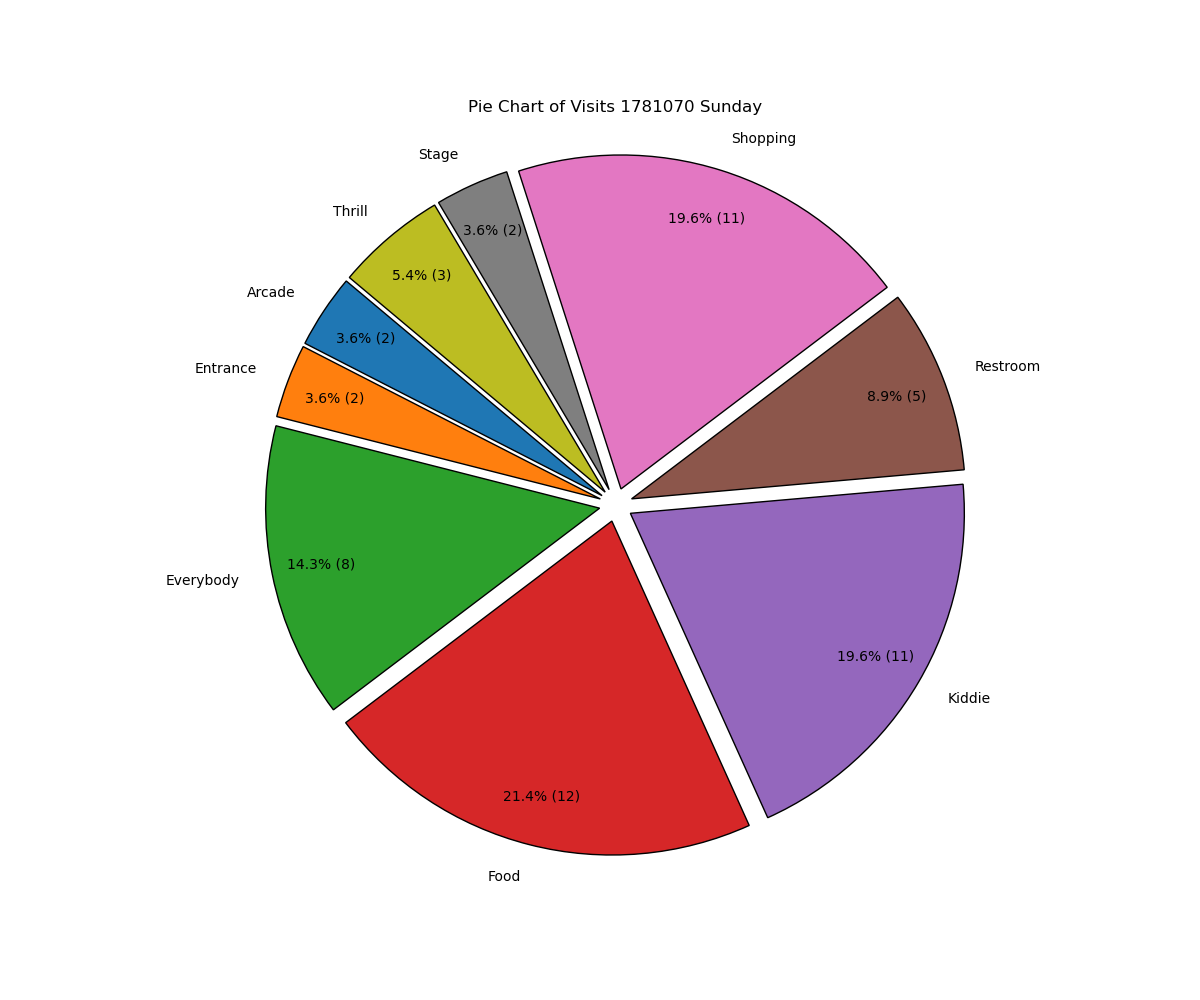 Pie Chart of Visits 1781070 Sunday
Shopping
Stage
19.6% (11)
Thrill
3.6% (2)
5.4% (3)
Arcade
3.6% (2)
Entrance
3.6% (2)
Restroom
8.9% (5)
14.3% (8)
Everybody
19.6% (11)
Kiddie
21.4% (12)
Food